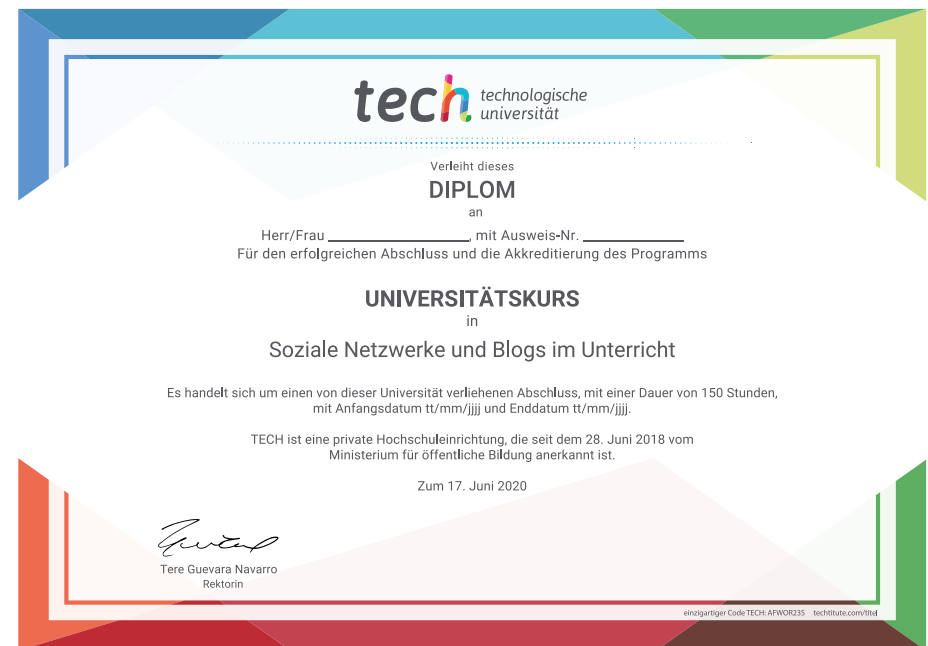 tech technologische
universität
Verleiht dieses
DIPLOM
an
Herr/Frau ____________________, mit Ausweis-Nr. ______________
Für den erfolgreichen Abschluss und die Akkreditierung des Programms
UNIVERSITÄTSKURS
in
Soziale Netzwerke und Blogs im Unterricht
Es handelt sich um einen von dieser Universität verliehenen Abschluss, mit einer Dauer von 150 Stunden,
mit Anfangsdatum tt/mm/jjjj und Enddatum tt/mm/jjjj.
TECH ist eine private Hochschuleinrichtung, die seit dem 28. Juni 2018 vom
Ministerium für öffentliche Bildung anerkannt ist.
Zum 17. Juni 2020
Tere Guevara Navarro
Rektorin
einzigartiger Code TECH: AFWOR23S techtitute.com/titel